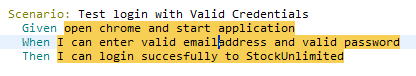 Scenario: Test login with Valid Credentials
Given open chrome and start application
When I can enter valid emailaddress and valid password
Then I can login succesfully to StockUnlimited